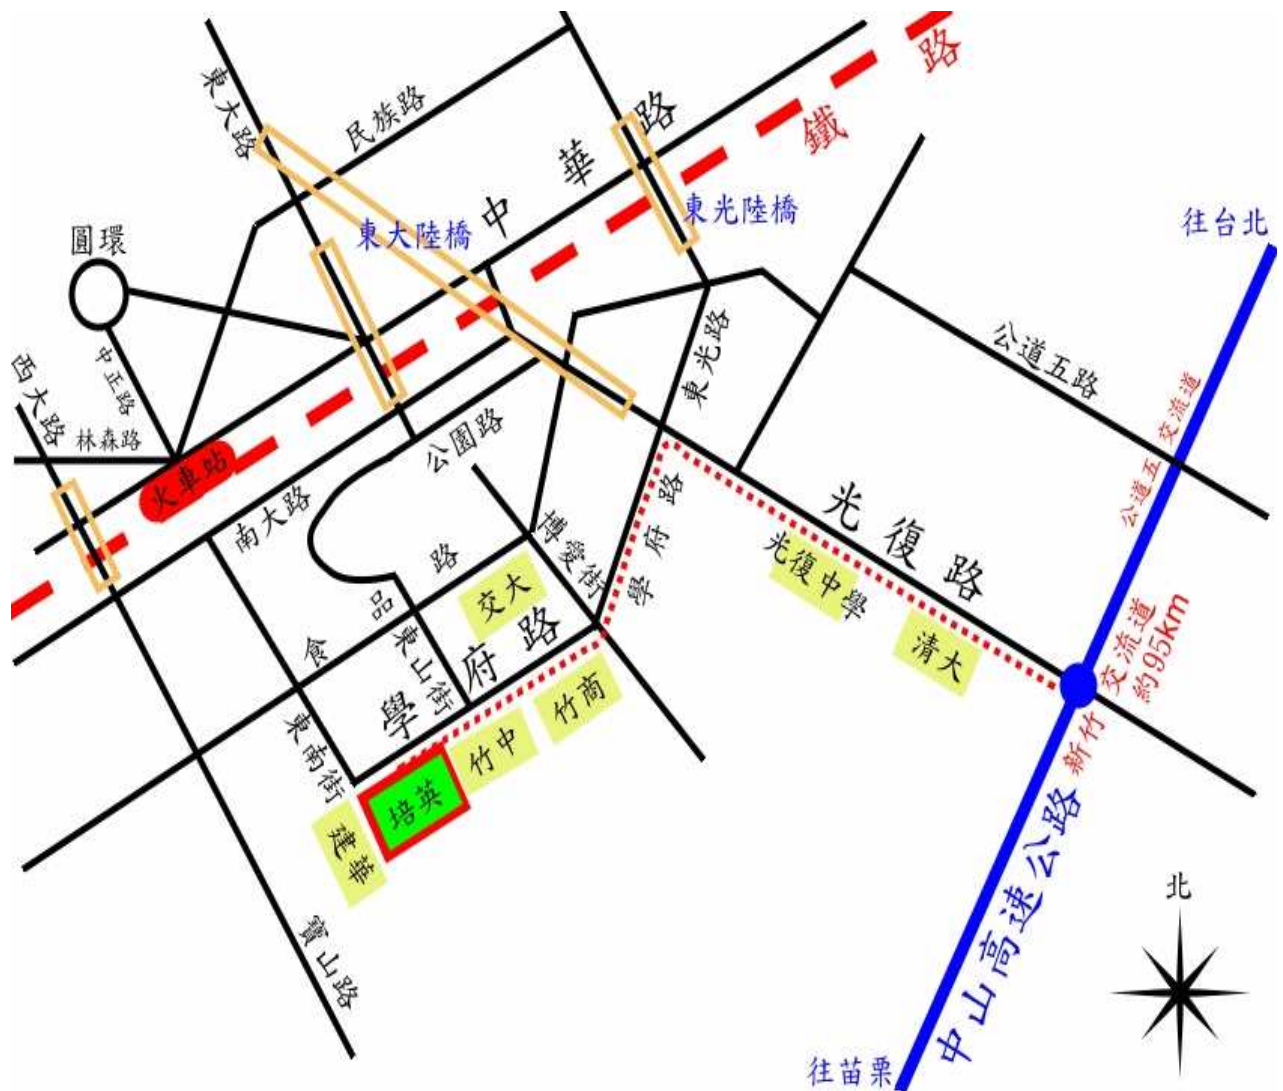 路
鐵
東大路
民族路
中華路
東大陸橋
東光陸橋
往台北
圓環
中正路
西大路
林森路
火車站
公園路
東光路
公道五路
公道五 交流道
南大路
博愛街
學府路
光復路
光復中學
清大
食品路
交大
東山街
學府路
竹商
竹中
東南街
培英
建華
寶山路
新竹 交流道
約95km
中山高速公路
北
往苗栗